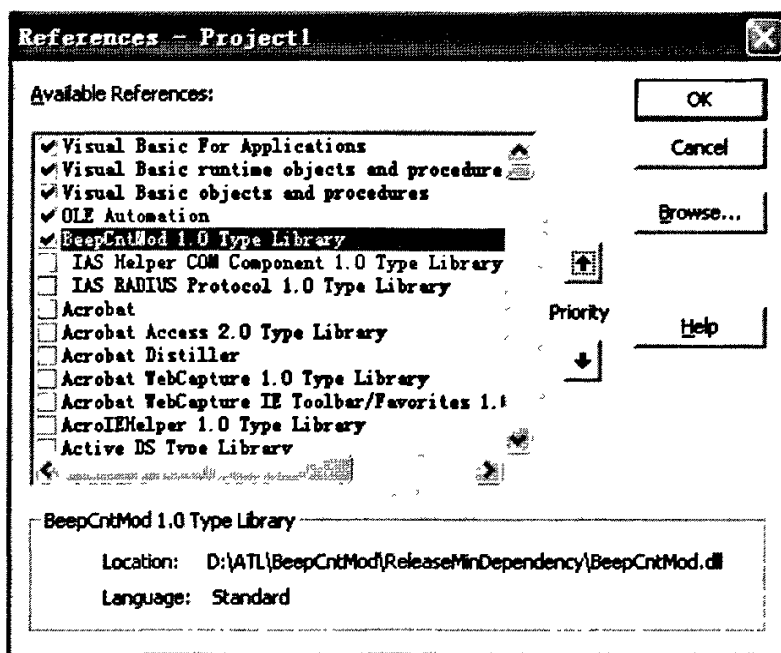 References - Project1
Available References:
OK
Visual Basic For Applications
Cancel
Visual Basic runtime objects and procedure
Visual Basic objects and procedures
OLE Automation
Browse...
BeepCntMod 1.0 Type Library
IAS Helper COM Component 1.0 Type Library
IAS RADIUS Protocol 1.0 Type Library
Acrobat
Priority
Acrobat Access 2.0 Type Library
Help
Acrobat Distiller
Acrobat WebCapture 1.0 Type Library
Acrobat WebCapture IE Toolbar/Favorites 1.
AcroIEHelper 1.0 Type Library
Active DS Type Library
BeepCntMod 1.0 Type Library
Location: D:\ATL\BeepCntMod\ReleaseMinDependency\BeepCntMod.dll
Language: Standard